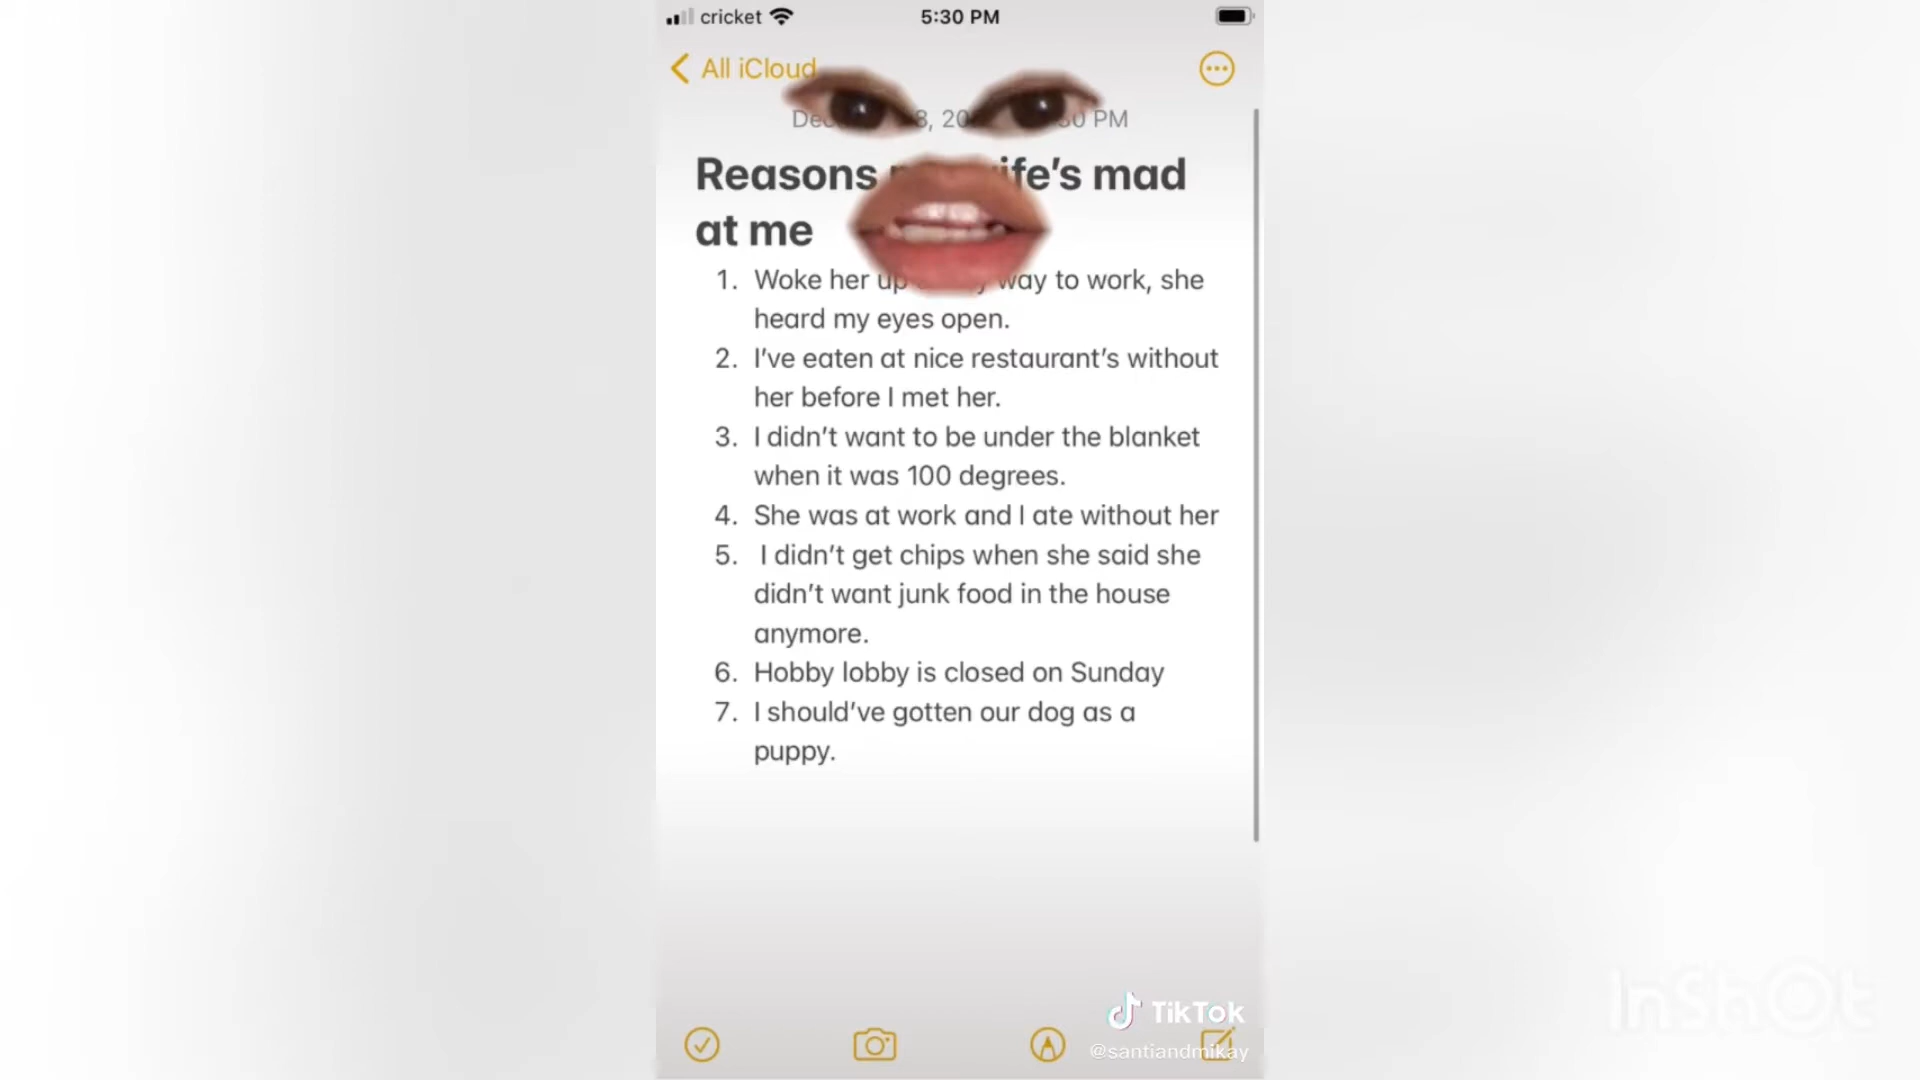 cricket 5:30 PM
All iCloud
8, 20 PM
Reasons wife's mad
at me
1. Woke her up way to work, she
heard my eyes open.
2. I've eaten at nice restaurant's without
her before I met her.
3. I didn't want to be under the blanket
when it was 100 degrees.
4. She was at work and I ate without her
5. I didn't get chips when she said she
didn't want junk food in the house
anymore.
6. Hobby lobby is closed on Sunday
7. I should've gotten our dog as a
puppy.
TikTok
@santiandmikay
InShOt